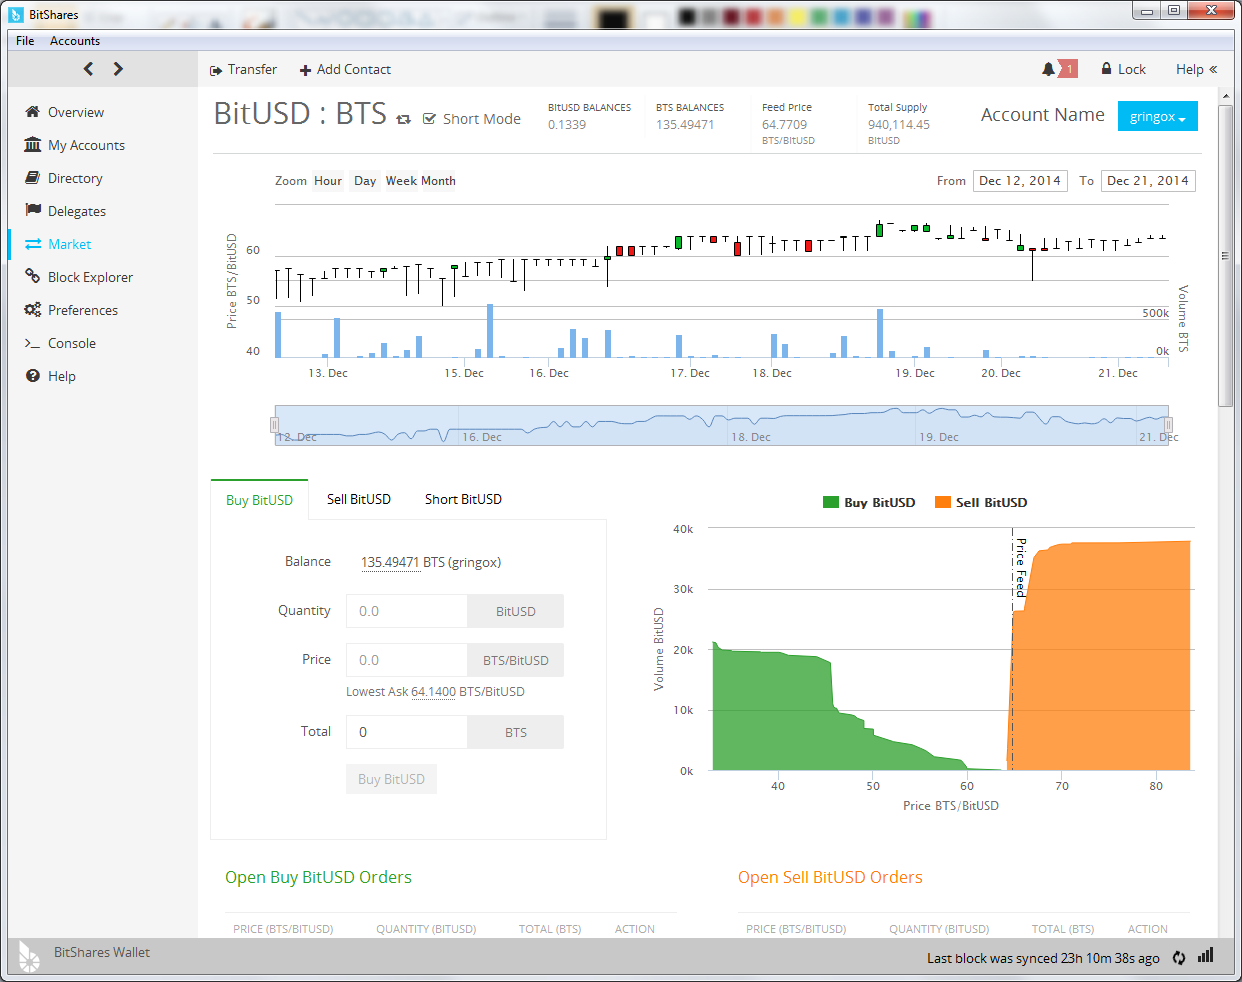 BitShares
File Accounts
Transfer Add Contact 1 Lock Help
Overview
My Accounts
Directory
Delegates
Market
Block Explorer
Preferences
Console
Help
BitUSD : BTS Short Mode
BitUSD BALANCES
0.1339
BTS BALANCES
135.49471
Feed Price
64.7709
BTS/BitUSD
Total Supply
940,114.45
BitUSD
Account Name gringox
Zoom Hour Day Week Month From Dec 12, 2014 To Dec 21, 2014
Price BTS/BitUSD
60
50
40
Volume BTS
500k
0k
13. Dec 15. Dec 16. Dec 17. Dec 18. Dec 19. Dec 20. Dec 21. Dec
12. Dec 16. Dec 18. Dec 19. Dec 21. Dec
Buy BitUSD Sell BitUSD Short BitUSD
Balance 135.49471 BTS (gringox)
Quantity 0.0 BitUSD
Price 0.0 BTS/BitUSD
Lowest Ask 64.1400 BTS/BitUSD
Total 0 BTS
Buy BitUSD
Buy BitUSD Sell BitUSD
Volume BitUSD
40k
30k
20k
10k
0k
Price Feed
40 50 60 70 80
Price BTS/BitUSD
Open Buy BitUSD Orders
PRICE (BTS/BITUSD) QUANTITY (BITUSD) TOTAL (BTS) ACTION
Open Sell BitUSD Orders
PRICE (BTS/BITUSD) QUANTITY (BITUSD) TOTAL (BTS) ACTION
BitShares Wallet
Last block was synced 23h 10m 38s ago